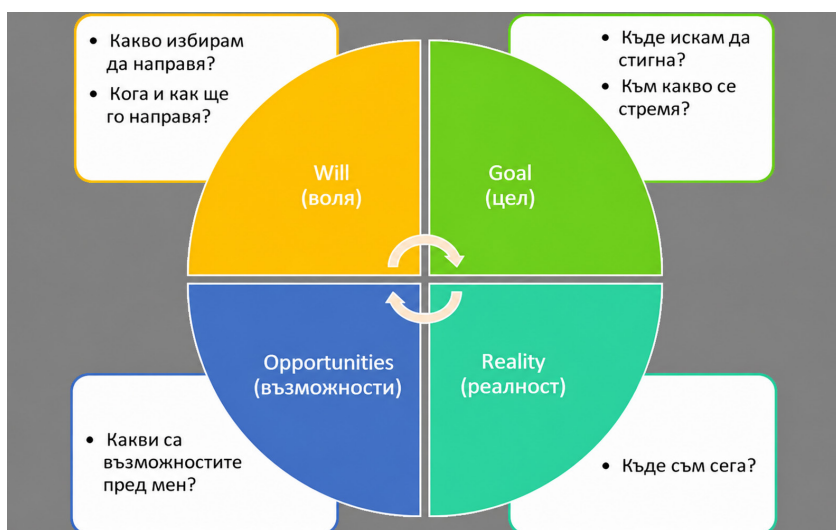 • Какво избирам
да направя?
• Кога и как ще
го направя?
• Къде искам да
стигна?
• Към какво се
стремя?
Will
(воля)
Goal
(цел)
Opportunities
(възможности)
Reality
(реалност)
• Какви са
възможностите
пред мен?
• Къде съм сега?